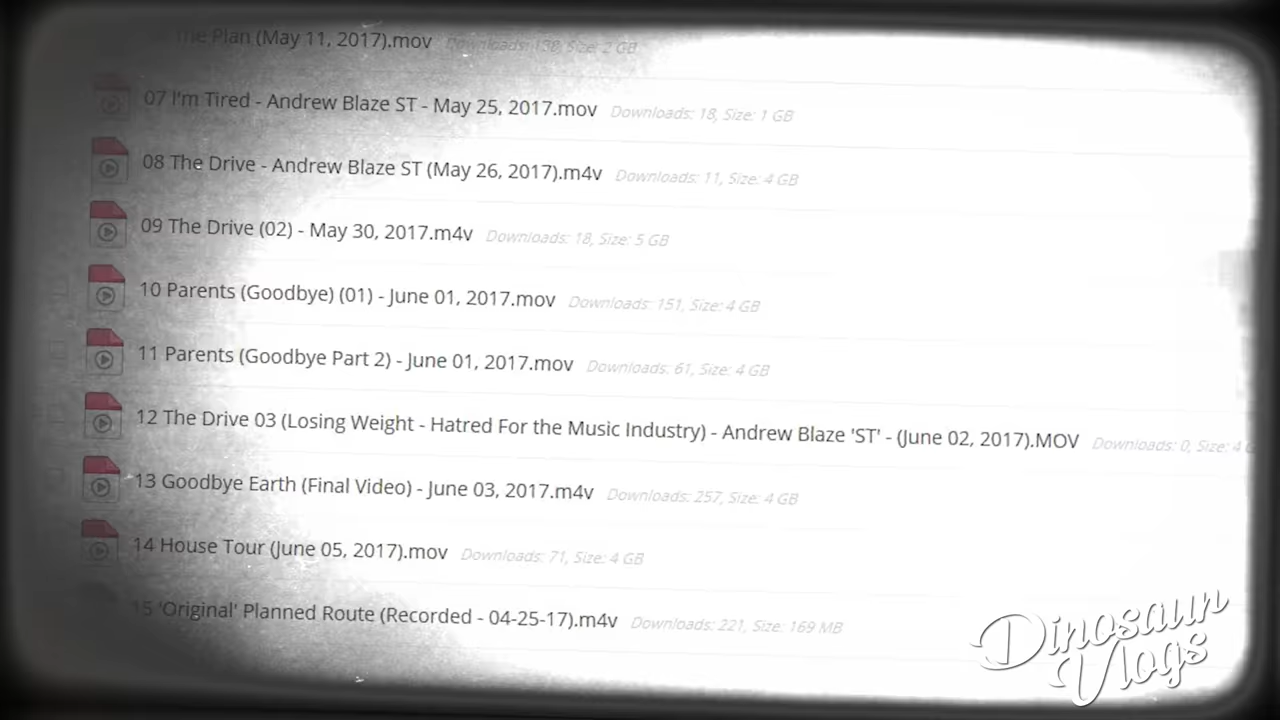 The Plan (May 11, 2017).mov Downloads: 138, Size: 2 GB
07 I'm Tired - Andrew Blaze ST - May 25, 2017.mov Downloads: 18, Size: 1 GB
08 The Drive - Andrew Blaze ST (May 26, 2017).m4v Downloads: 11, Size: 4 GB
09 The Drive (02) - May 30, 2017.m4v Downloads: 18, Size: 5 GB
10 Parents (Goodbye) (01) - June 01, 2017.mov Downloads: 151, Size: 4 GB
11 Parents (Goodbye Part 2) - June 01, 2017.mov Downloads: 61, Size: 4 GB
12 The Drive 03 (Losing Weight - Hatred For the Music Industry) - Andrew Blaze 'ST' - (June 02, 2017).MOV Downloads: 0, Size: 4 G
13 Goodbye Earth (Final Video) - June 03, 2017.m4v Downloads: 257, Size: 4 GB
14 House Tour (June 05, 2017).mov Downloads: 71, Size: 4 GB
15 'Original' Planned Route (Recorded - 04-25-17).m4v Downloads: 221, Size: 169 MB
Dinosaun
Vlogs